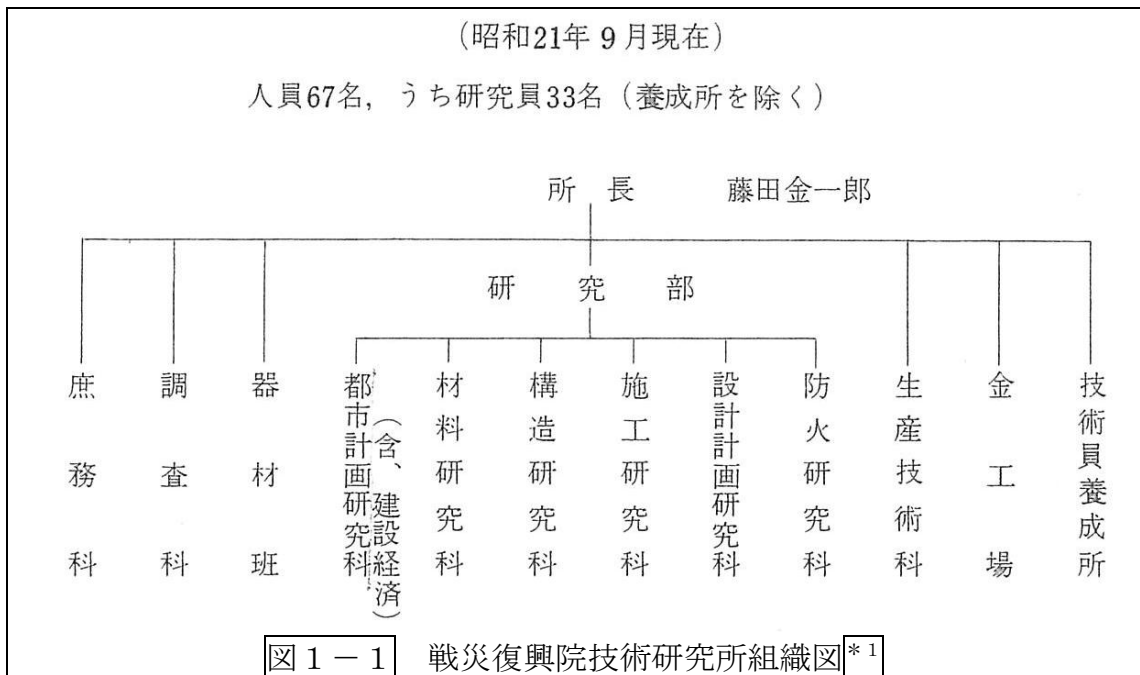 (昭和21年9月現在)
人員67名，うち研究員33名（養成所を除く）
所長　藤田金一郎
研究部
庶務科
調査科
器材班
都市計画研究科
（含、建設経済）
材料研究科
構造研究科
施工研究科
設計計画研究科
防火研究科
生産技術科
金工場
技術員養成所
図１－１　戦災復興院技術研究所組織図*1